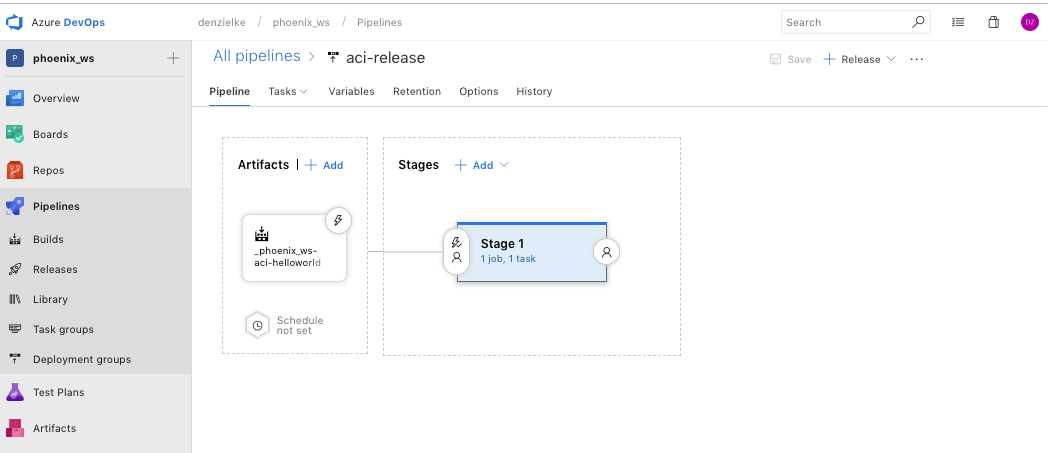 Azure DevOps
denzielke / phoenix_ws / Pipelines
Search
DZ
P
phoenix_ws
All pipelines > aci-release
Save
Release
Pipeline
Tasks
Variables
Retention
Options
History
Overview
Boards
Repos
Pipelines
Builds
Releases
Library
Task groups
Deployment groups
Test Plans
Artifacts
Artifacts | + Add
_phoenix_ws-
aci-helloworld
Schedule
not set
Stages + Add
Stage 1
1 job, 1 task